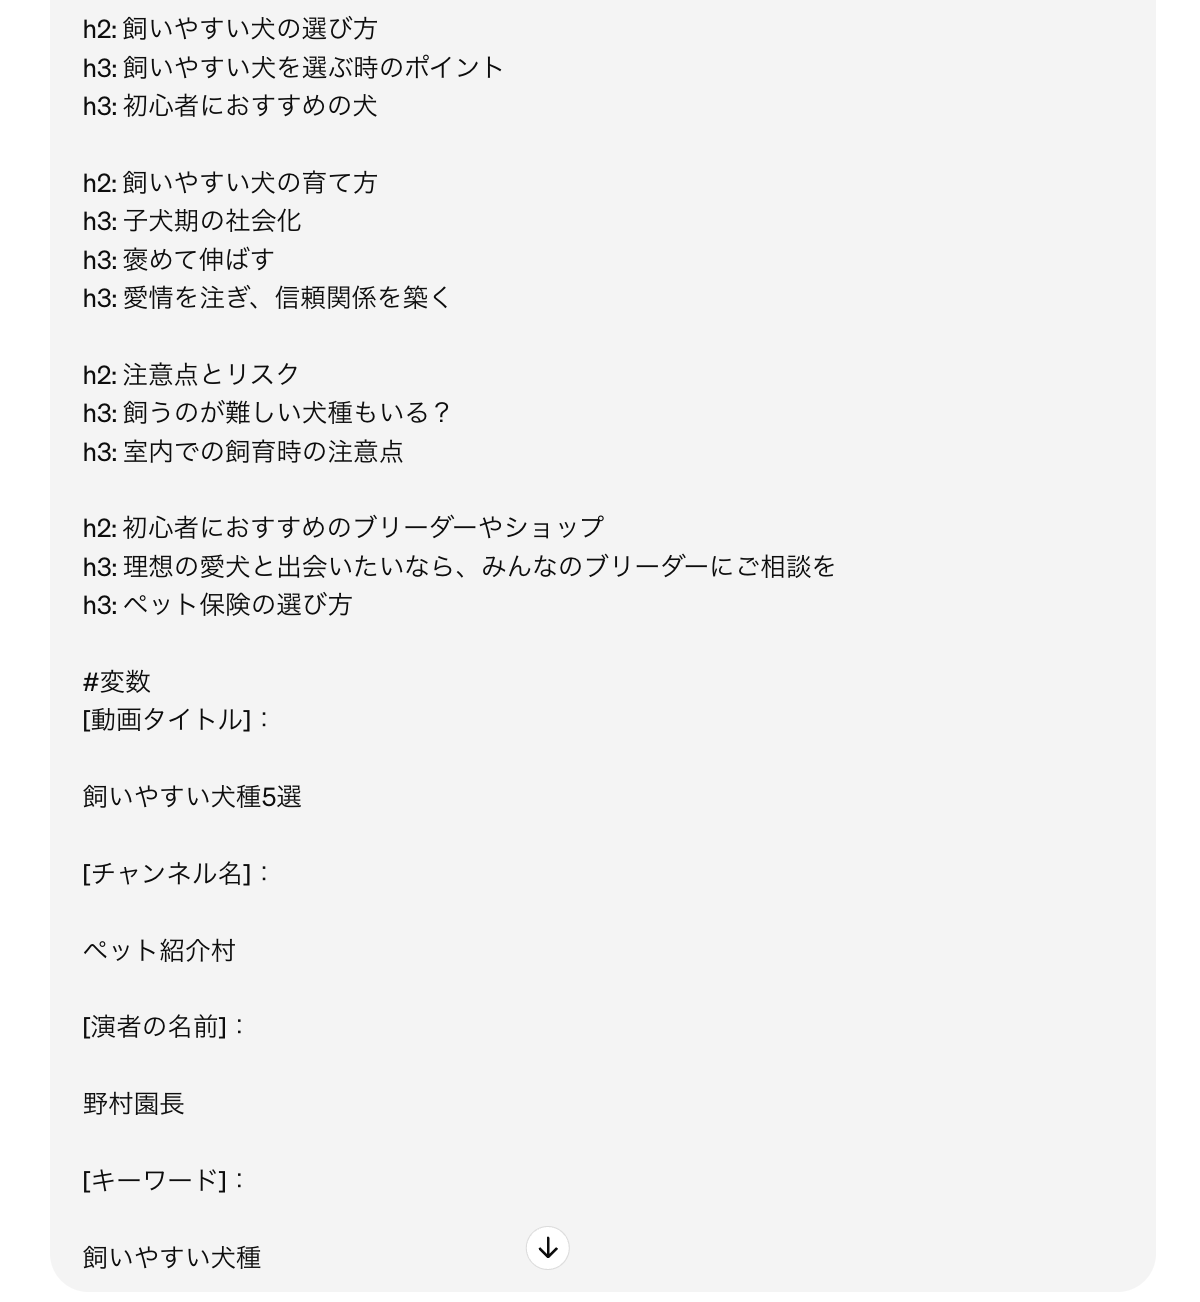 h2: 飼いやすい犬の選び方
h3: 飼いやすい犬を選ぶ時のポイント
h3: 初心者におすすめの犬
h2: 飼いやすい犬の育て方
h3: 子犬期の社会化
h3: 褒めて伸ばす
h3: 愛情を注ぎ、信頼関係を築く
h2: 注意点とリスク
h3: 飼うのが難しい犬種もいる？
h3: 室内での飼育時の注意点
h2: 初心者におすすめのブリーダーやショップ
h3: 理想の愛犬と出会いたいなら、みんなのブリーダーにご相談を
h3: ペット保険の選び方
#変数
[動画タイトル]：
飼いやすい犬種5選
[チャンネル名]：
ペット紹介村
[演者の名前]：
野村園長
[キーワード]：
飼いやすい犬種